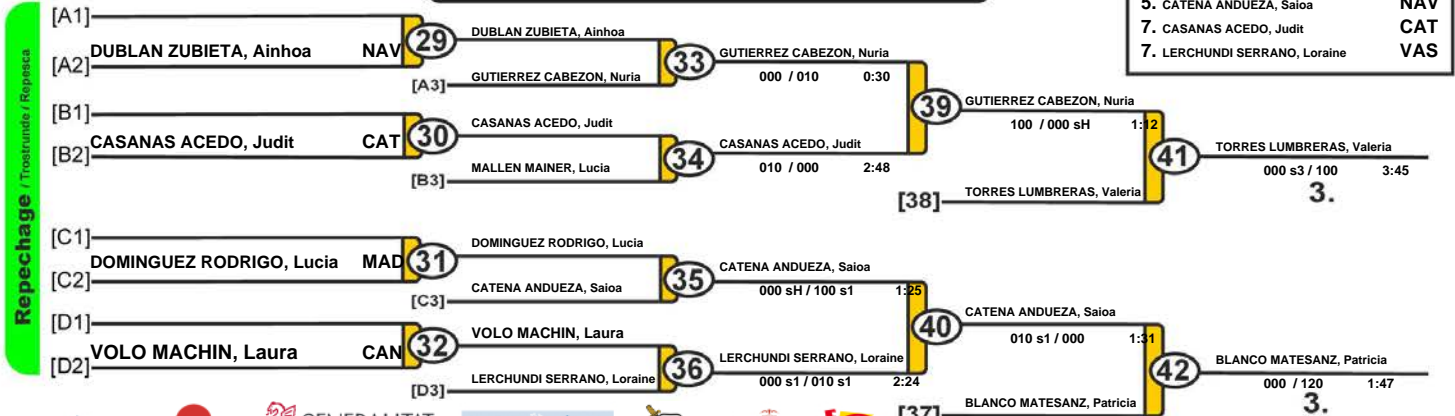 5. CATENA ANDUEZA, Saioa NAV
7. CASANAS ACEDO, Judit CAT
7. LERCHUNDI SERRANO, Loraine VAS
Repechage / Trostrunde / Repesca
[A1]
DUBLAN ZUBIETA, Ainhoa NAV
[A2]
29
DUBLAN ZUBIETA, Ainhoa
GUTIERREZ CABEZON, Nuria
[A3]
33
GUTIERREZ CABEZON, Nuria
000 / 010 0:30
[B1]
CASANAS ACEDO, Judit CAT
[B2]
30
CASANAS ACEDO, Judit
MALLEN MAINER, Lucia
[B3]
34
CASANAS ACEDO, Judit
010 / 000 2:48
39
GUTIERREZ CABEZON, Nuria
100 / 000 sH 1:12
TORRES LUMBRERAS, Valeria
[38]
41
TORRES LUMBRERAS, Valeria
000 s3 / 100 3:45
3.
[C1]
DOMINGUEZ RODRIGO, Lucia MAD
[C2]
31
DOMINGUEZ RODRIGO, Lucia
CATENA ANDUEZA, Saioa
[C3]
35
CATENA ANDUEZA, Saioa
000 sH / 100 s1 1:25
[D1]
VOLO MACHIN, Laura CAN
[D2]
32
VOLO MACHIN, Laura
LERCHUNDI SERRANO, Loraine
[D3]
36
LERCHUNDI SERRANO, Loraine
000 s1 / 010 s1 2:24
40
CATENA ANDUEZA, Saioa
010 s1 / 000 1:31
BLANCO MATESANZ, Patricia
[37]
42
BLANCO MATESANZ, Patricia
000 / 120 1:47
3.
GENERALITAT